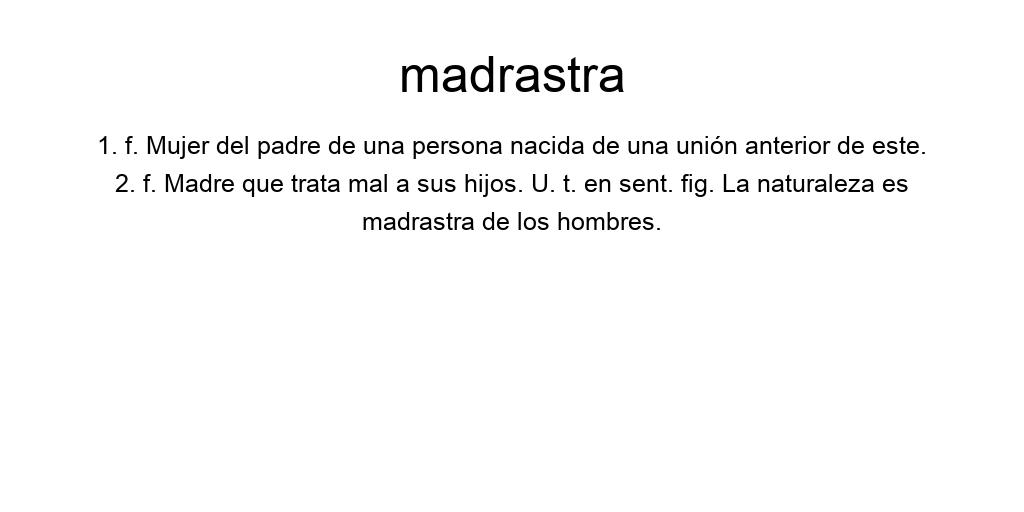 madrastra
1. f. Mujer del padre de una persona nacida de una unión anterior de este.
2. f. Madre que trata mal a sus hijos. U. t. en sent. fig. La naturaleza es
madrastra de los hombres.